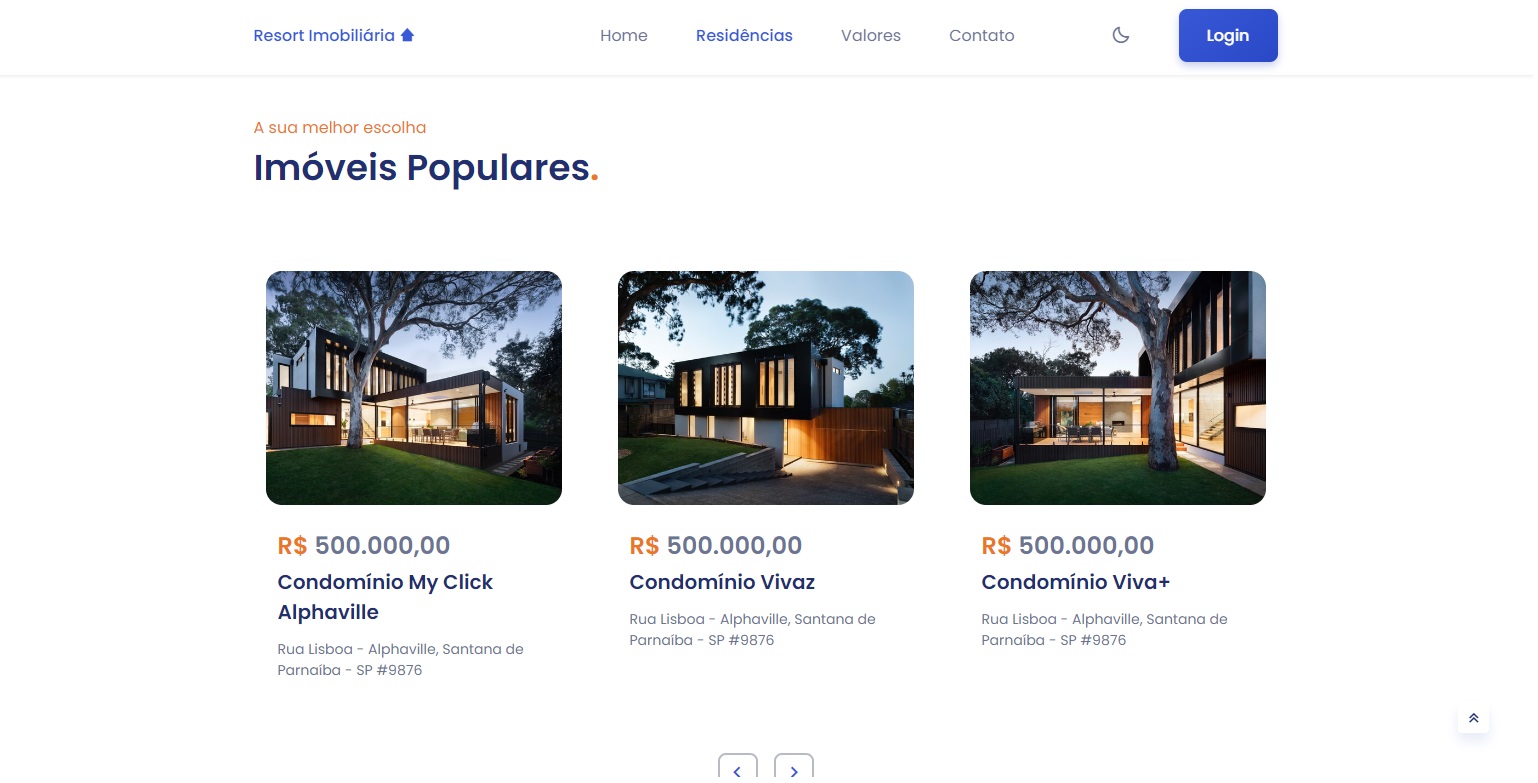 Resort Imobiliária
Home
Residências
Valores
Contato
Login
A sua melhor escolha
Imóveis Populares.
R$ 500.000,00
Condomínio My Click
Alphaville
Rua Lisboa - Alphaville, Santana de
Parnaíba - SP #9876
R$ 500.000,00
Condomínio Vivaz
Rua Lisboa - Alphaville, Santana de
Parnaíba - SP #9876
R$ 500.000,00
Condomínio Viva+
Rua Lisboa - Alphaville, Santana de
Parnaíba - SP #9876